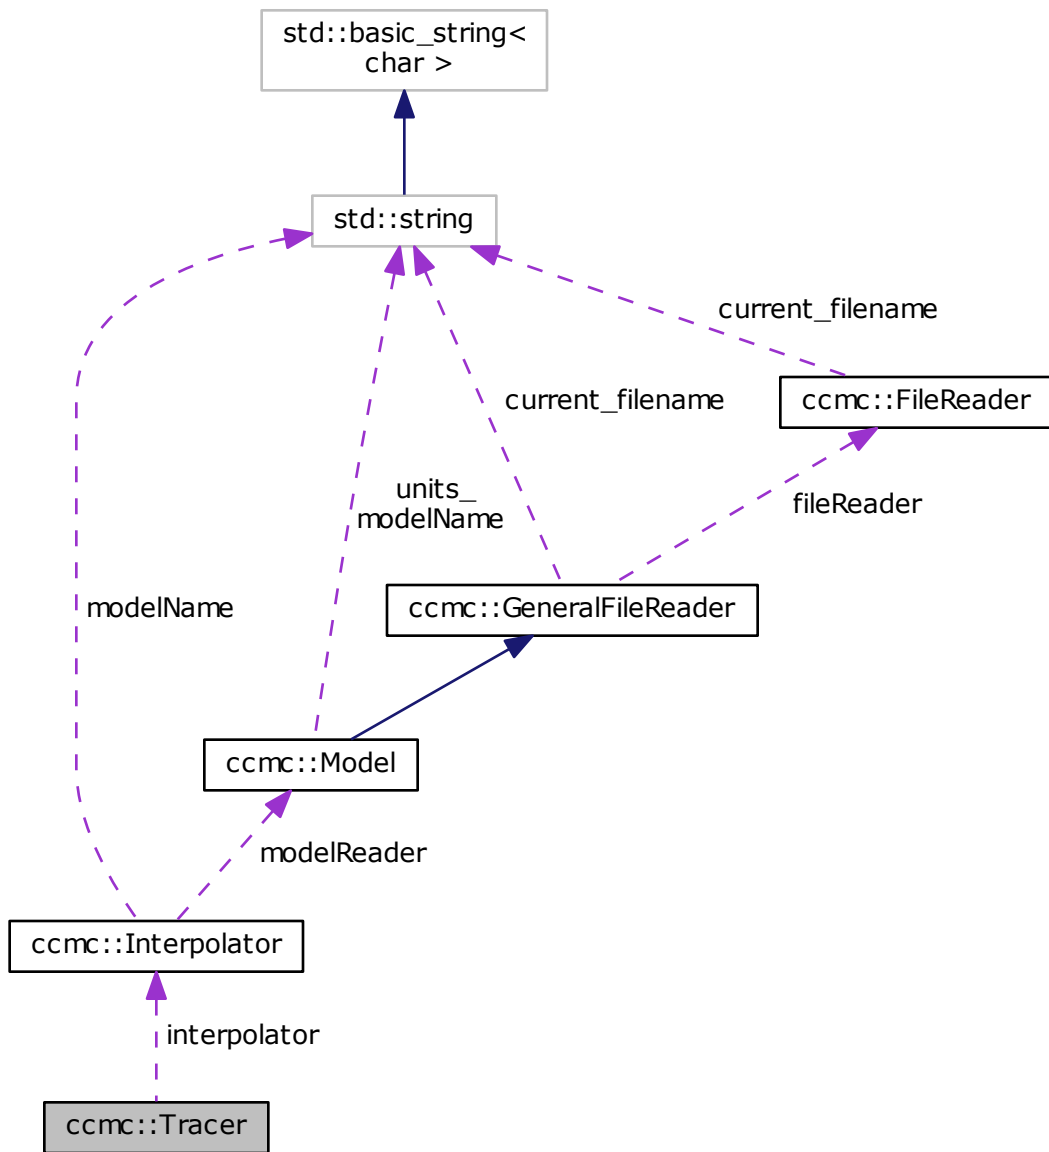 std::basic_string<
char >
std::string
current_filename
ccmc::FileReader
current_filename
units_
modelName
fileReader
modelName
ccmc::GeneralFileReader
ccmc::Model
modelReader
ccmc::Interpolator
interpolator
ccmc::Tracer